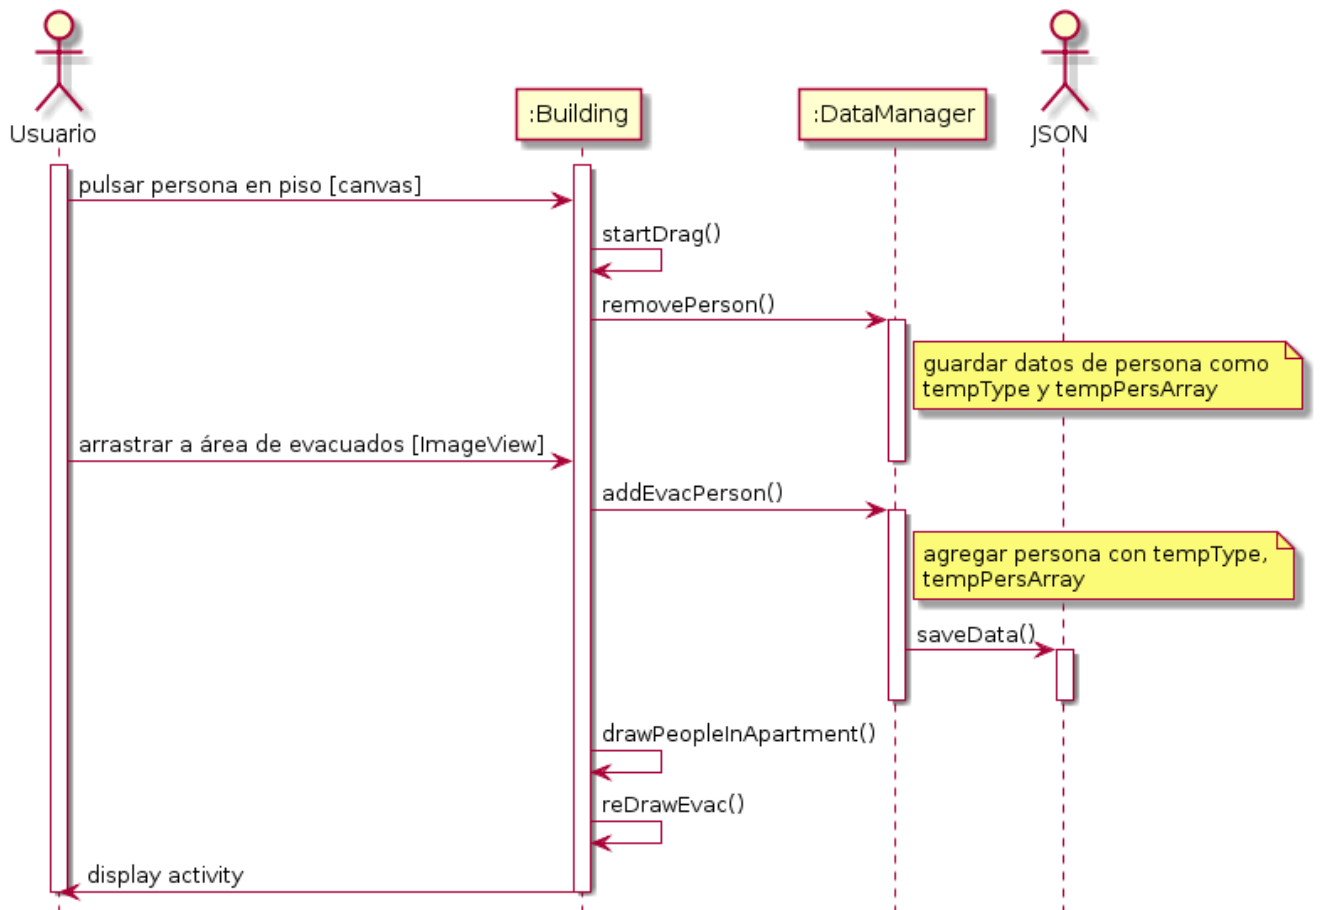 Usuario
:Building
:DataManager
JSON
pulsar persona en piso [canvas]
startDrag()
removePerson()
guardar datos de persona como
tempType y tempPersArray
arrastrar a área de evacuados [ImageView]
addEvacPerson()
agregar persona con tempType,
tempPersArray
saveData()
drawPeopleInApartment()
reDrawEvac()
display activity